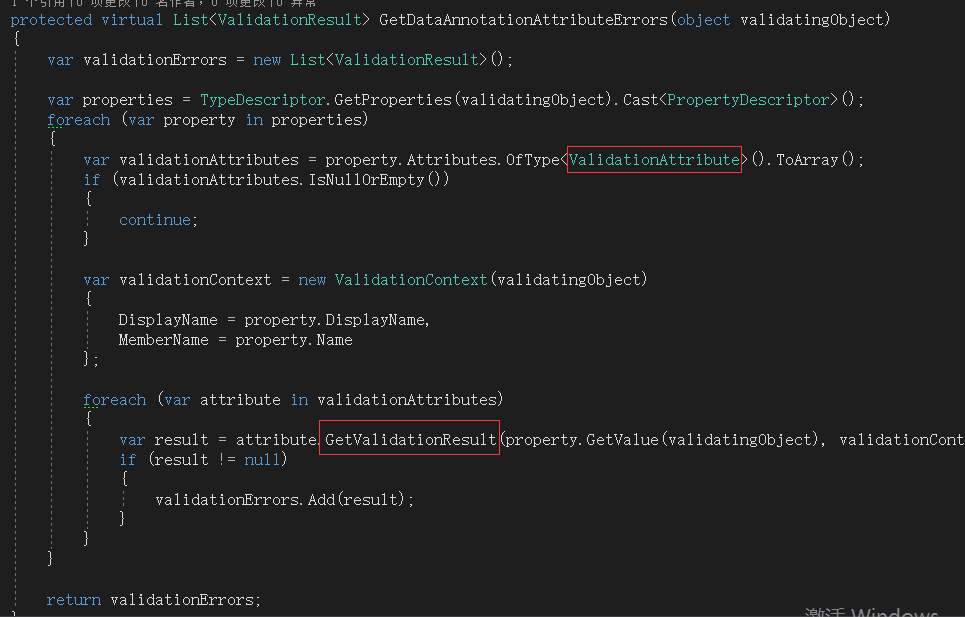 protected virtual List<ValidationResult> GetDataAnnotationAttributeErrors(object validatingObject)
{
var validationErrors = new List<ValidationResult>();
var properties = TypeDescriptor.GetProperties(validatingObject).Cast<PropertyDescriptor>();
foreach (var property in properties)
{
var validationAttributes = property.Attributes.OfType<ValidationAttribute>().ToArray();
if (validationAttributes.IsNullOrEmpty())
{
continue;
}
var validationContext = new ValidationContext(validatingObject)
{
DisplayName = property.DisplayName,
MemberName = property.Name
};
foreach (var attribute in validationAttributes)
{
var result = attribute.GetValidationResult(property.GetValue(validatingObject), validationCont
if (result != null)
{
validationErrors.Add(result);
}
}
}
return validationErrors;
激活 Windows